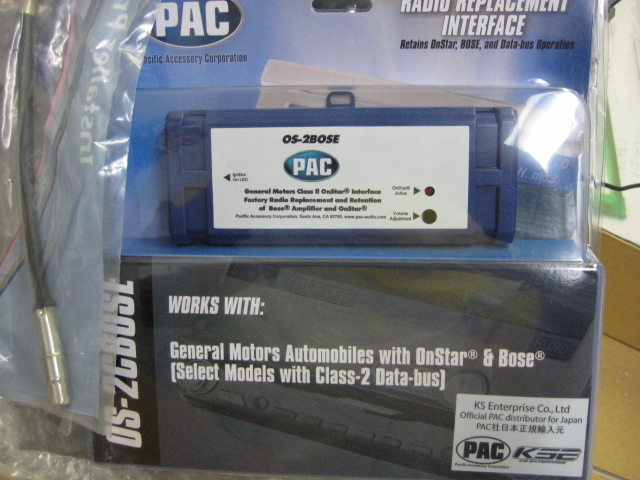 PAC
Pacific Accessory Corporation
RADIO REPLACEMENT
INTERFACE
Retains OnStar, BOSE, and Data-bus Operation
OS-2BOSE
PAC
Ignition
On LED
OnStar®
Active
General Motors Class II OnStar® Interface
Factory Radio Replacement and Retention
of Bose® Amplifier and OnStar®
Volume
Adjustment
Pacific Accessory Corporation, Santa Ana, CA 92705, www.pac-audio.com
OS-2CBOSE
WORKS WITH:
General Motors Automobiles with OnStar® & Bose®
(Select Models with Class-2 Data-bus)
KS Enterprise Co., Ltd
Official PAC distributor for Japan
PAC社日本正規輸入元
PAC
Pacific Accessory Corporation
KSE